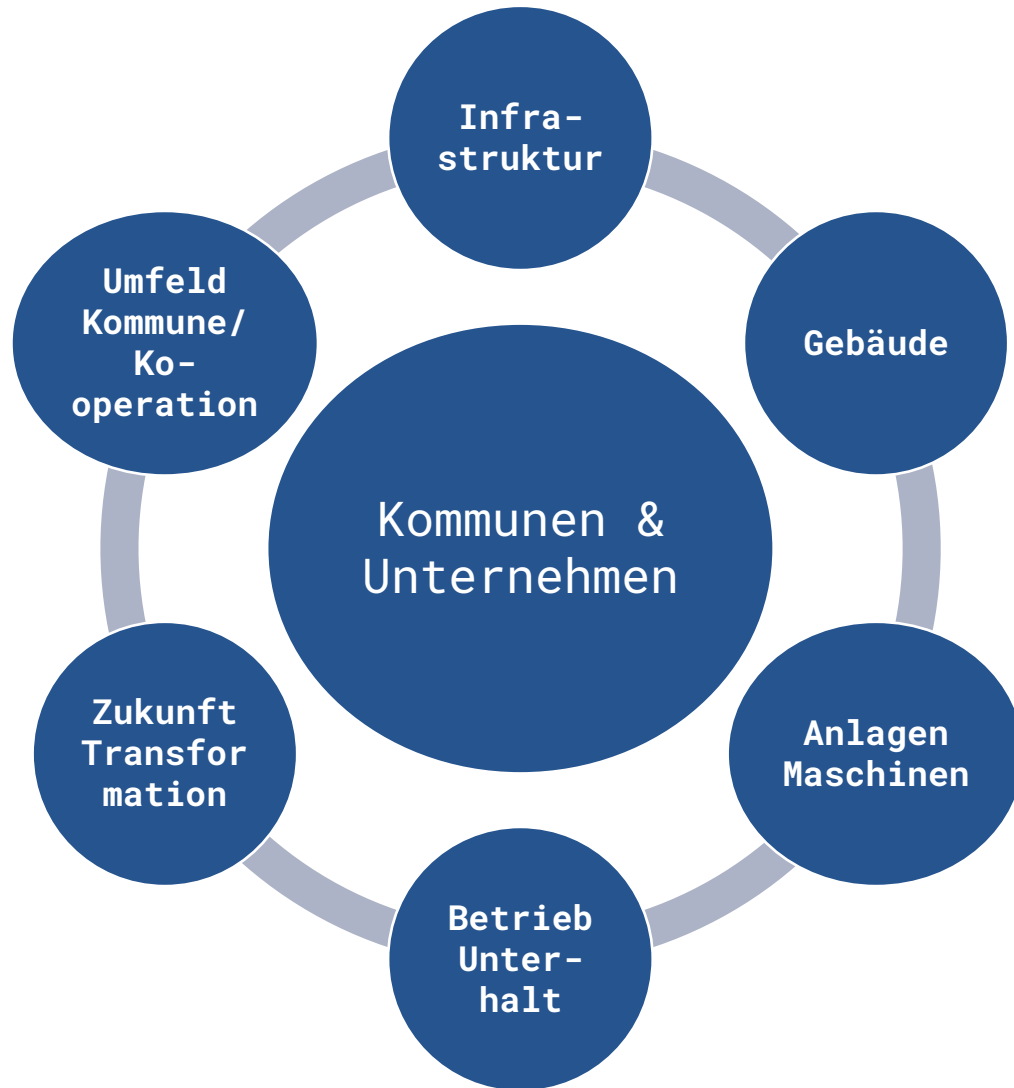 Infra-
struktur
Gebäude
Anlagen
Maschinen
Betrieb
Unter-
halt
Zukunft
Transfor
mation
Umfeld
Kommune/
Ko-
operation
Kommunen &
Unternehmen